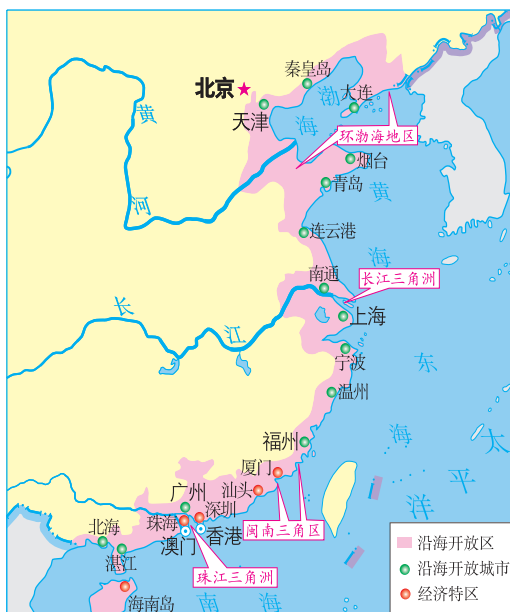 秦皇岛
北京
渤海
大连
天津
黄河
环渤海地区
烟台
青岛
黄海
连云港
南通
长江三角洲
长江
上海
宁波
东海
温州
太平洋
福州
厦门
汕头
广州
深圳
珠海
香港
澳门
闽南三角区
北海
湛江
珠江三角洲
海南岛
南海
沿海开放区
沿海开放城市
经济特区